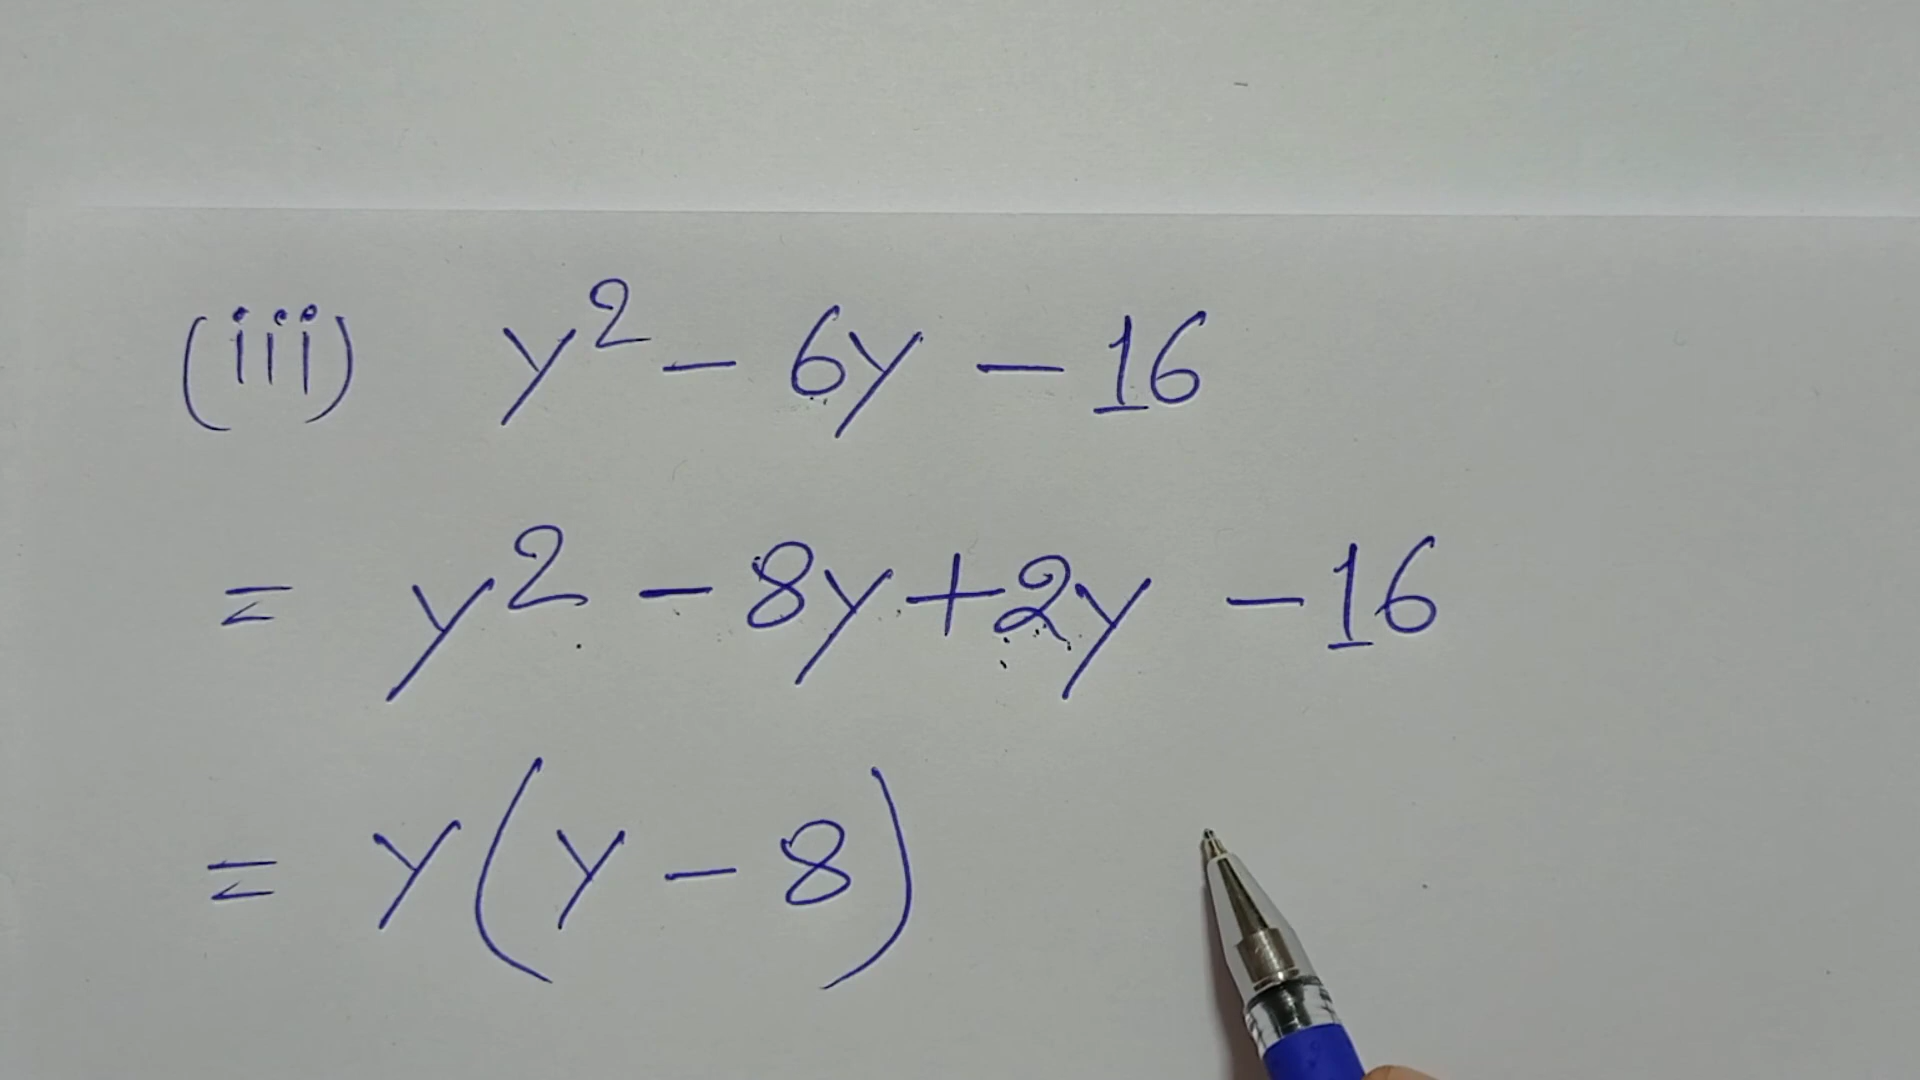 (iii) y² - 6y - 16
= y² - 8y + 2y - 16
= y(y - 8)